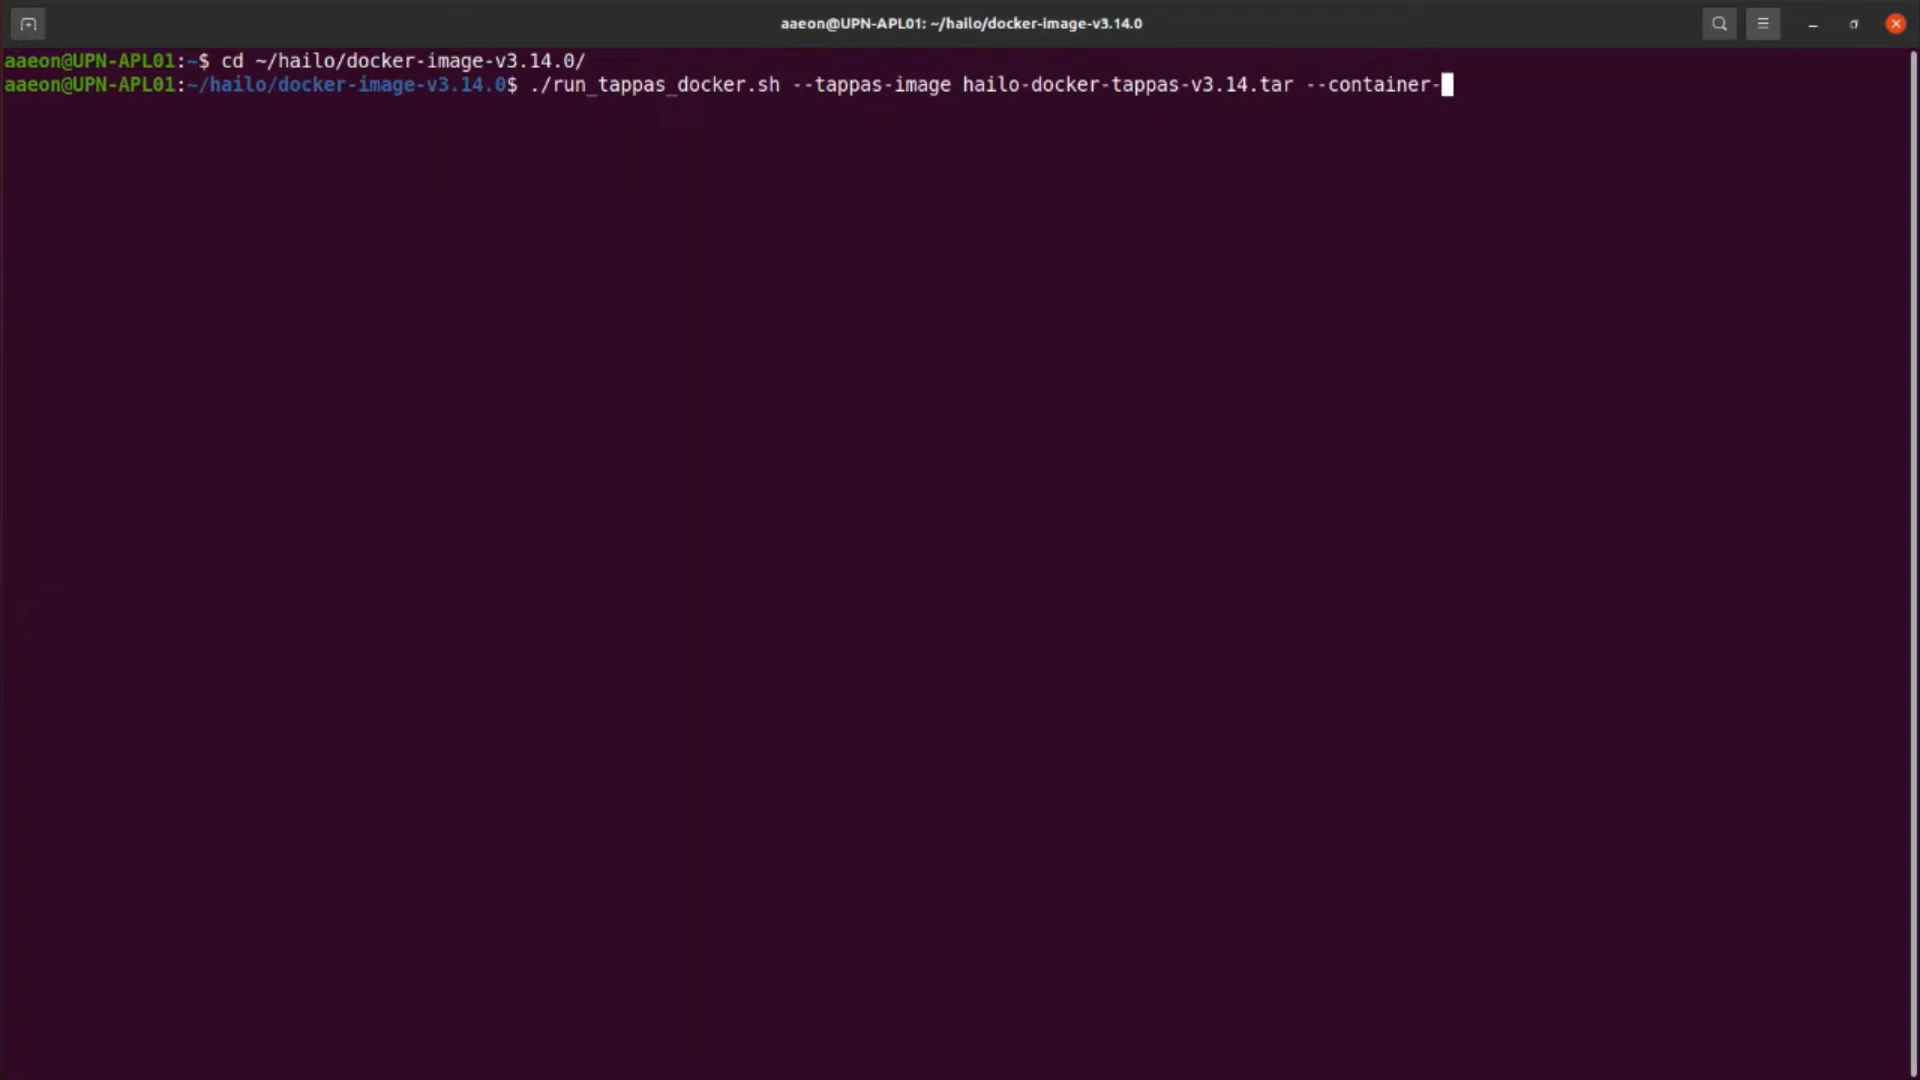 aaeon@UPN-APL01: ~/hailo/docker-image-v3.14.0
aaeon@UPN-APL01:~$ cd ~/hailo/docker-image-v3.14.0/
aaeon@UPN-APL01:~/hailo/docker-image-v3.14.0$ ./run_tappas_docker.sh --tappas-image hailo-docker-tappas-v3.14.tar --container-